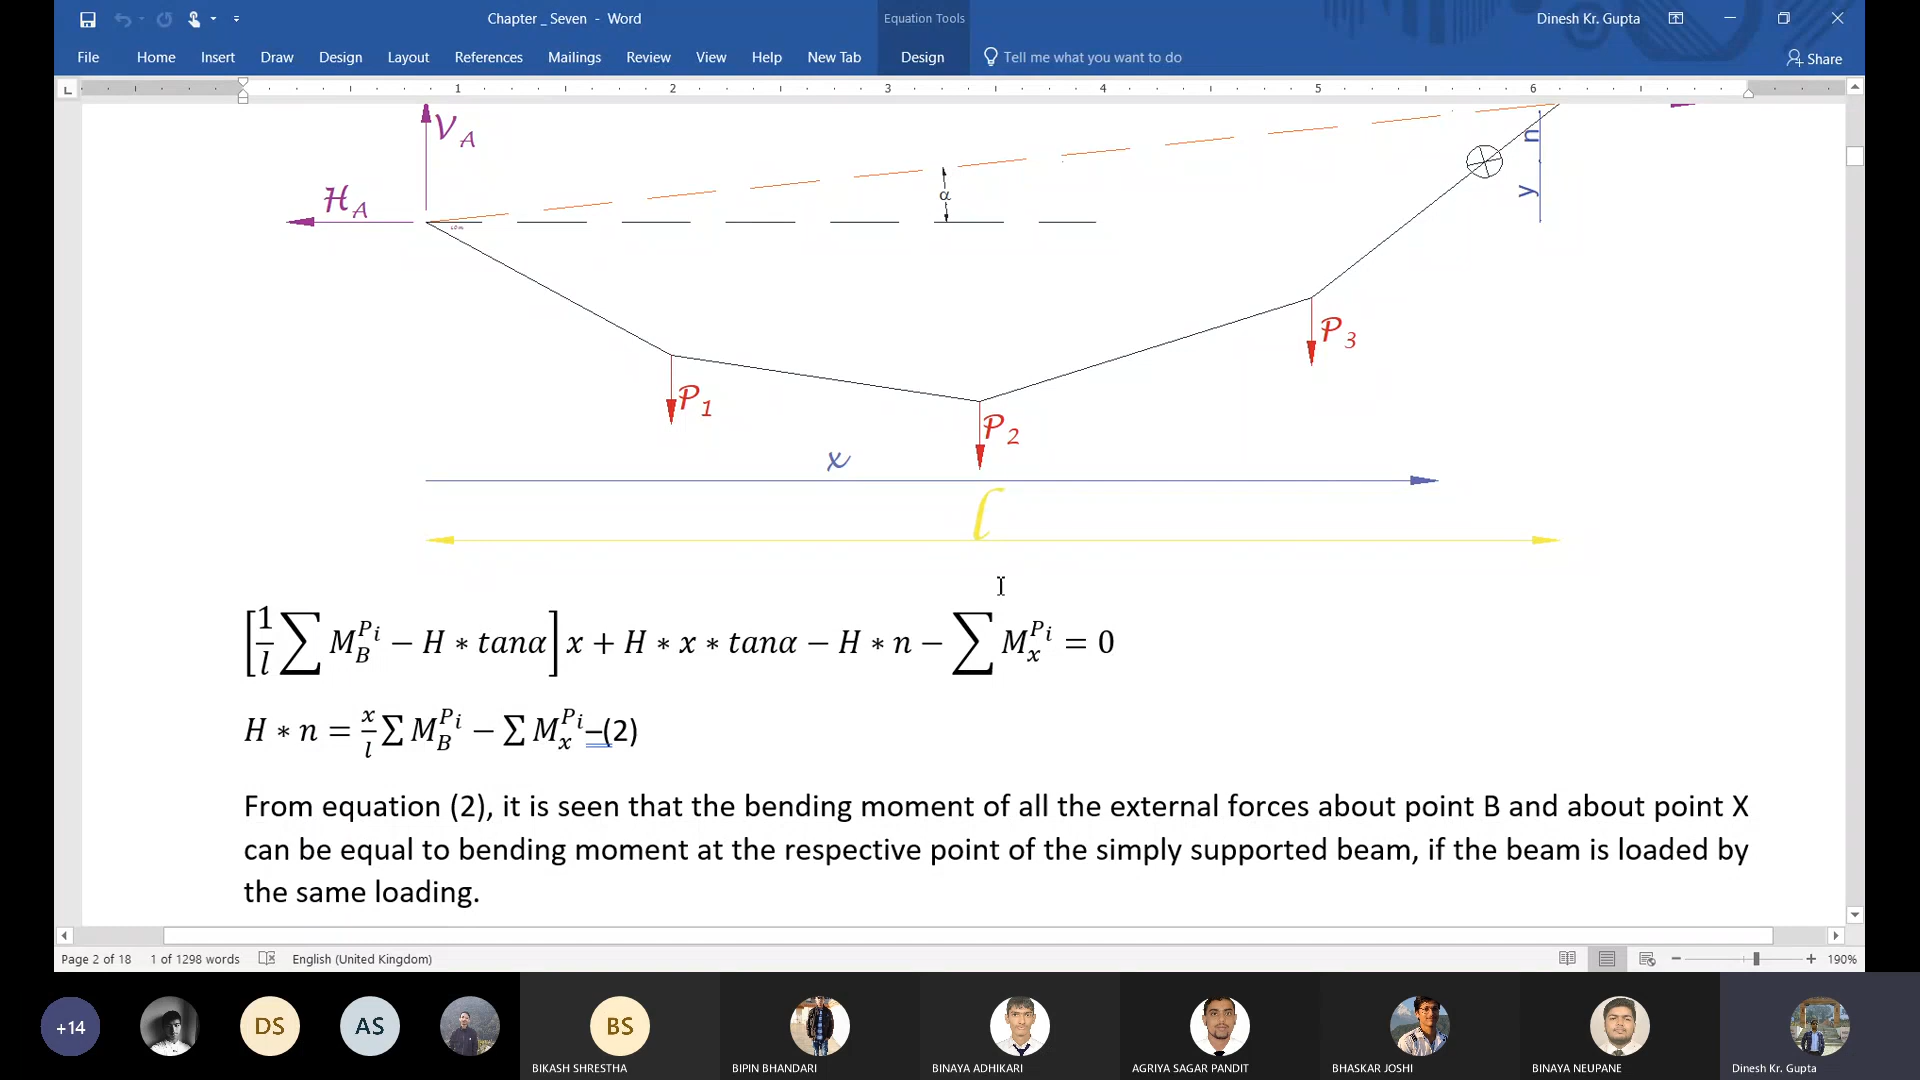 Chapter _ Seven - Word
Equation Tools
Dinesh Kr. Gupta
File Home Insert Draw Design Layout References Mailings Review View Help New Tab Design Tell me what you want to do Share
1 2 3 4 5 6
V_A
n
H_A
α
y
P_3
P_1
P_2
x
l
[1/l ∑ M_B^{P_i} − H ∗ tanα] x + H ∗ x ∗ tanα − H ∗ n − ∑ M_x^{P_i} = 0
H ∗ n = x/l ∑ M_B^{P_i} − ∑ M_x^{P_i} –(2)
From equation (2), it is seen that the bending moment of all the external forces about point B and about point X
can be equal to bending moment at the respective point of the simply supported beam, if the beam is loaded by
the same loading.
Page 2 of 18 1 of 1298 words English (United Kingdom) 190%
+14 DS AS BS
BIKASH SHRESTHA BIPIN BHANDARI BINAYA ADHIKARI AGRIYA SAGAR PANDIT BHASKAR JOSHI BINAYA NEUPANE Dinesh Kr. Gupta